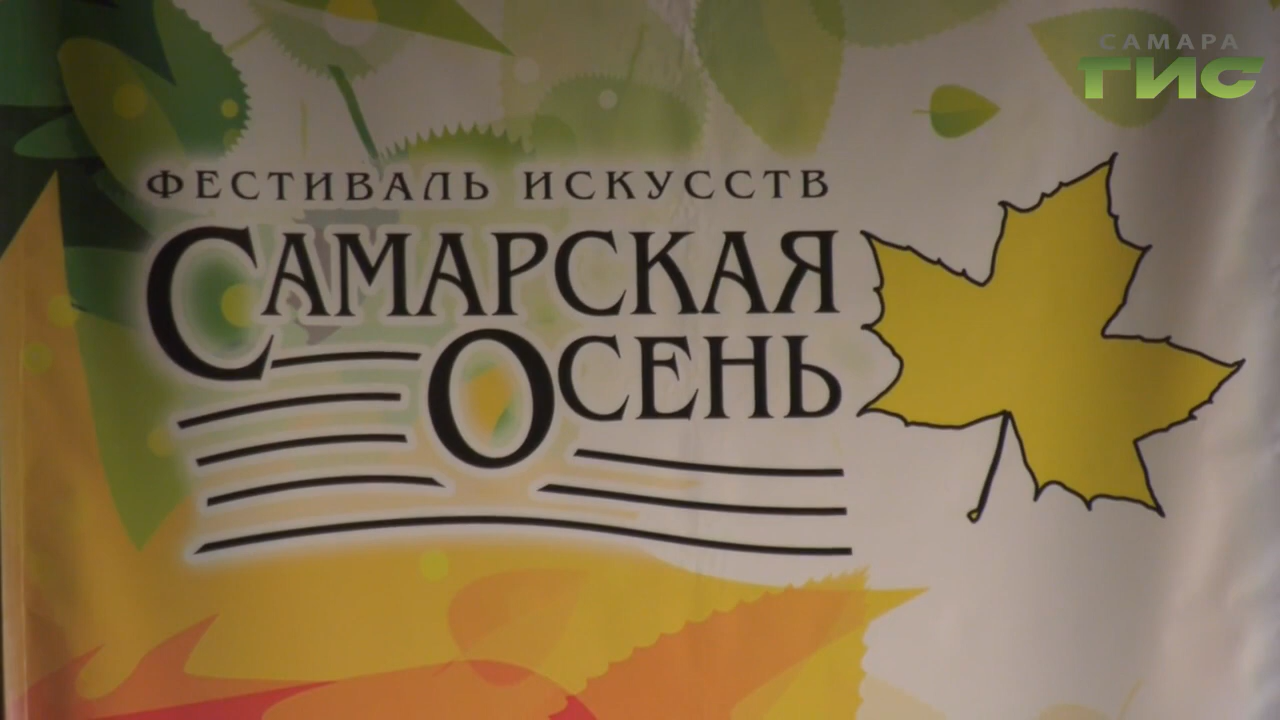 САМАРА
ГИС
ФЕСТИВАЛЬ ИСКУССТВ
САМАРСКАЯ
ОСЕНЬ